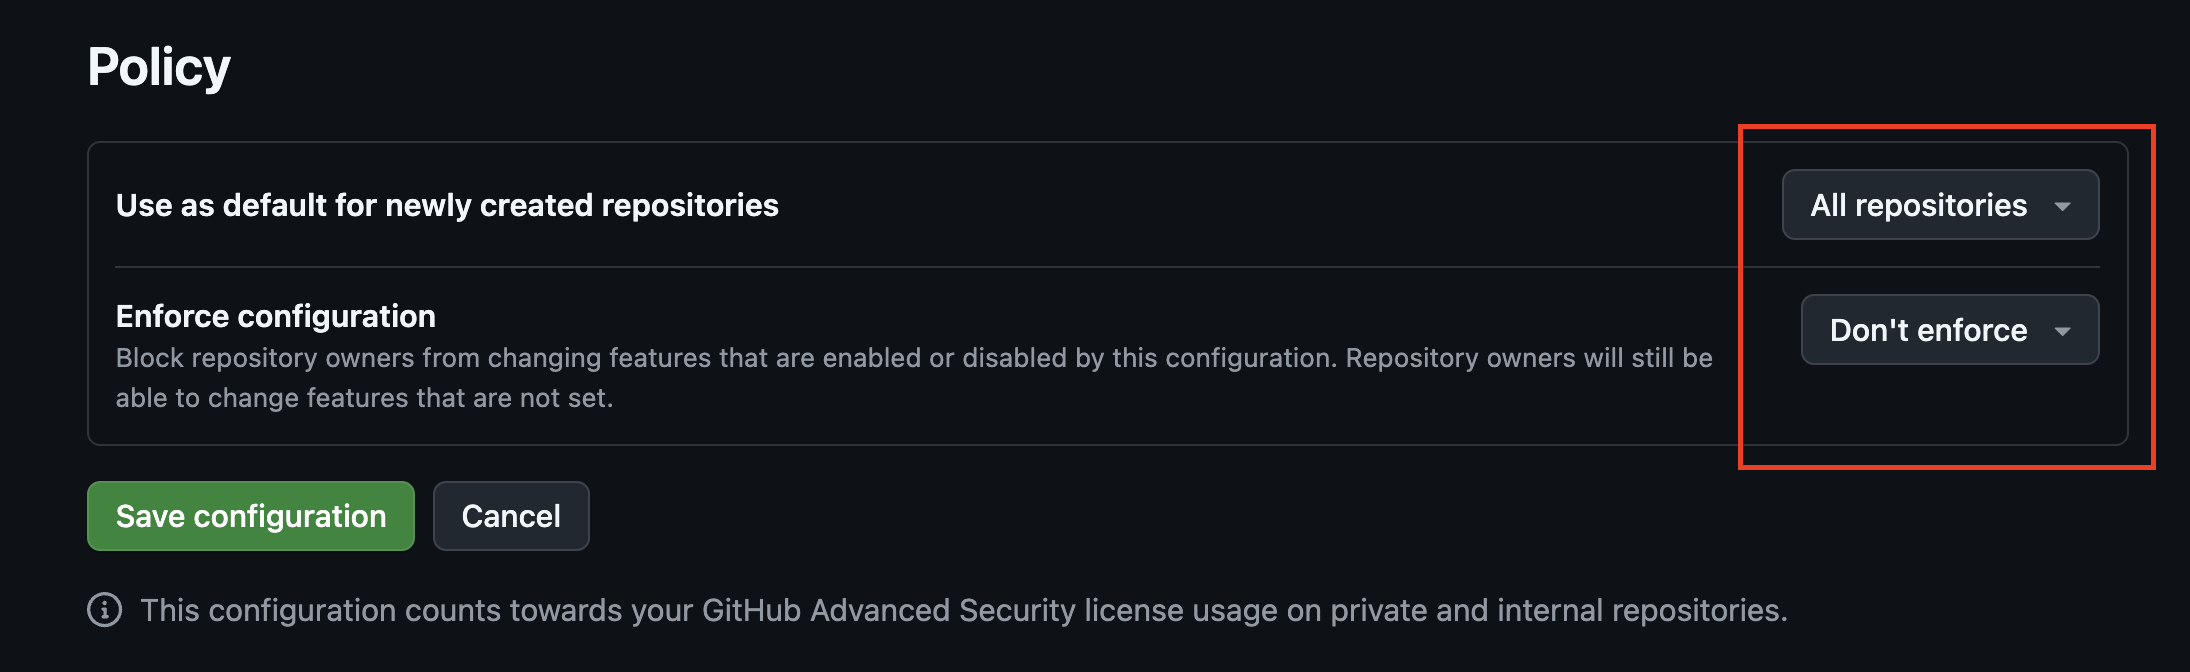 Policy
Use as default for newly created repositories
All repositories
Enforce configuration
Don't enforce
Block repository owners from changing features that are enabled or disabled by this configuration. Repository owners will still be
able to change features that are not set.
Save configuration
Cancel
This configuration counts towards your GitHub Advanced Security license usage on private and internal repositories.